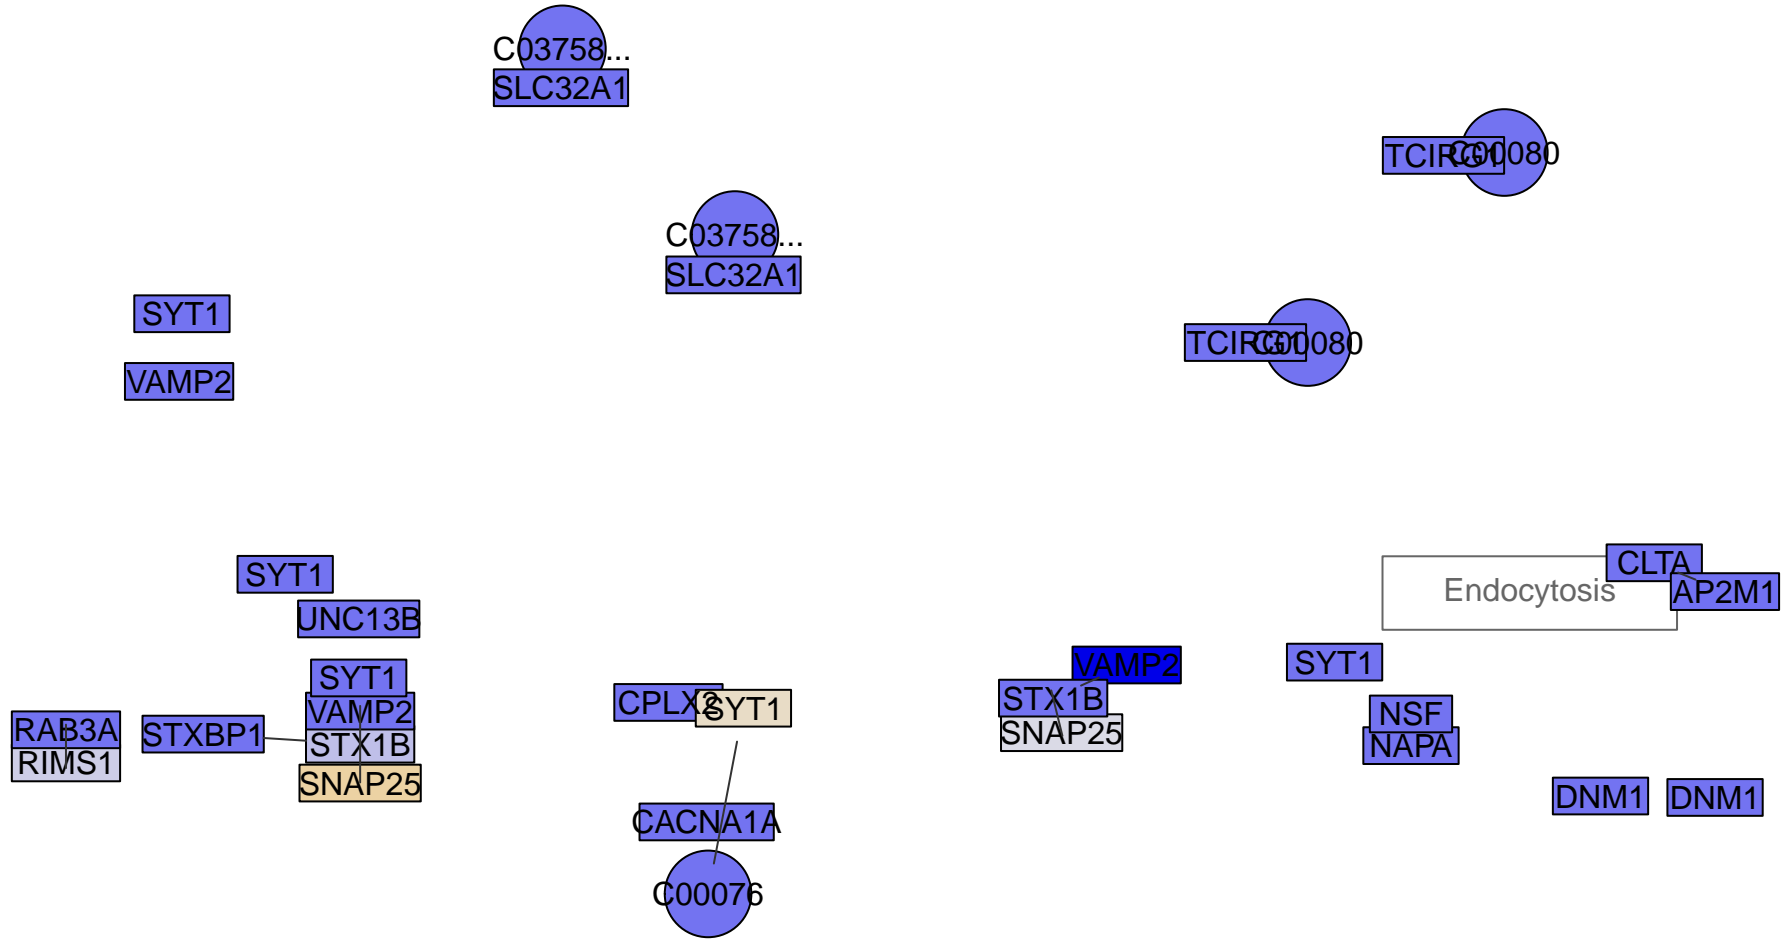 C03758...
SLC32A1
TCIRG1
C00080
C03758...
SLC32A1
SYT1
TCIRG1
C00080
VAMP2
SYT1
CLTA
Endocytosis
AP2M1
UNC13B
SYT1
VAMP2
SYT1
CPLX2
SYT1
STX1B
VAMP2
NSF
RAB3A
STXBP1
STX1B
SNAP25
NAPA
RIMS1
SNAP25
DNM1
DNM1
CACNA1A
C00076